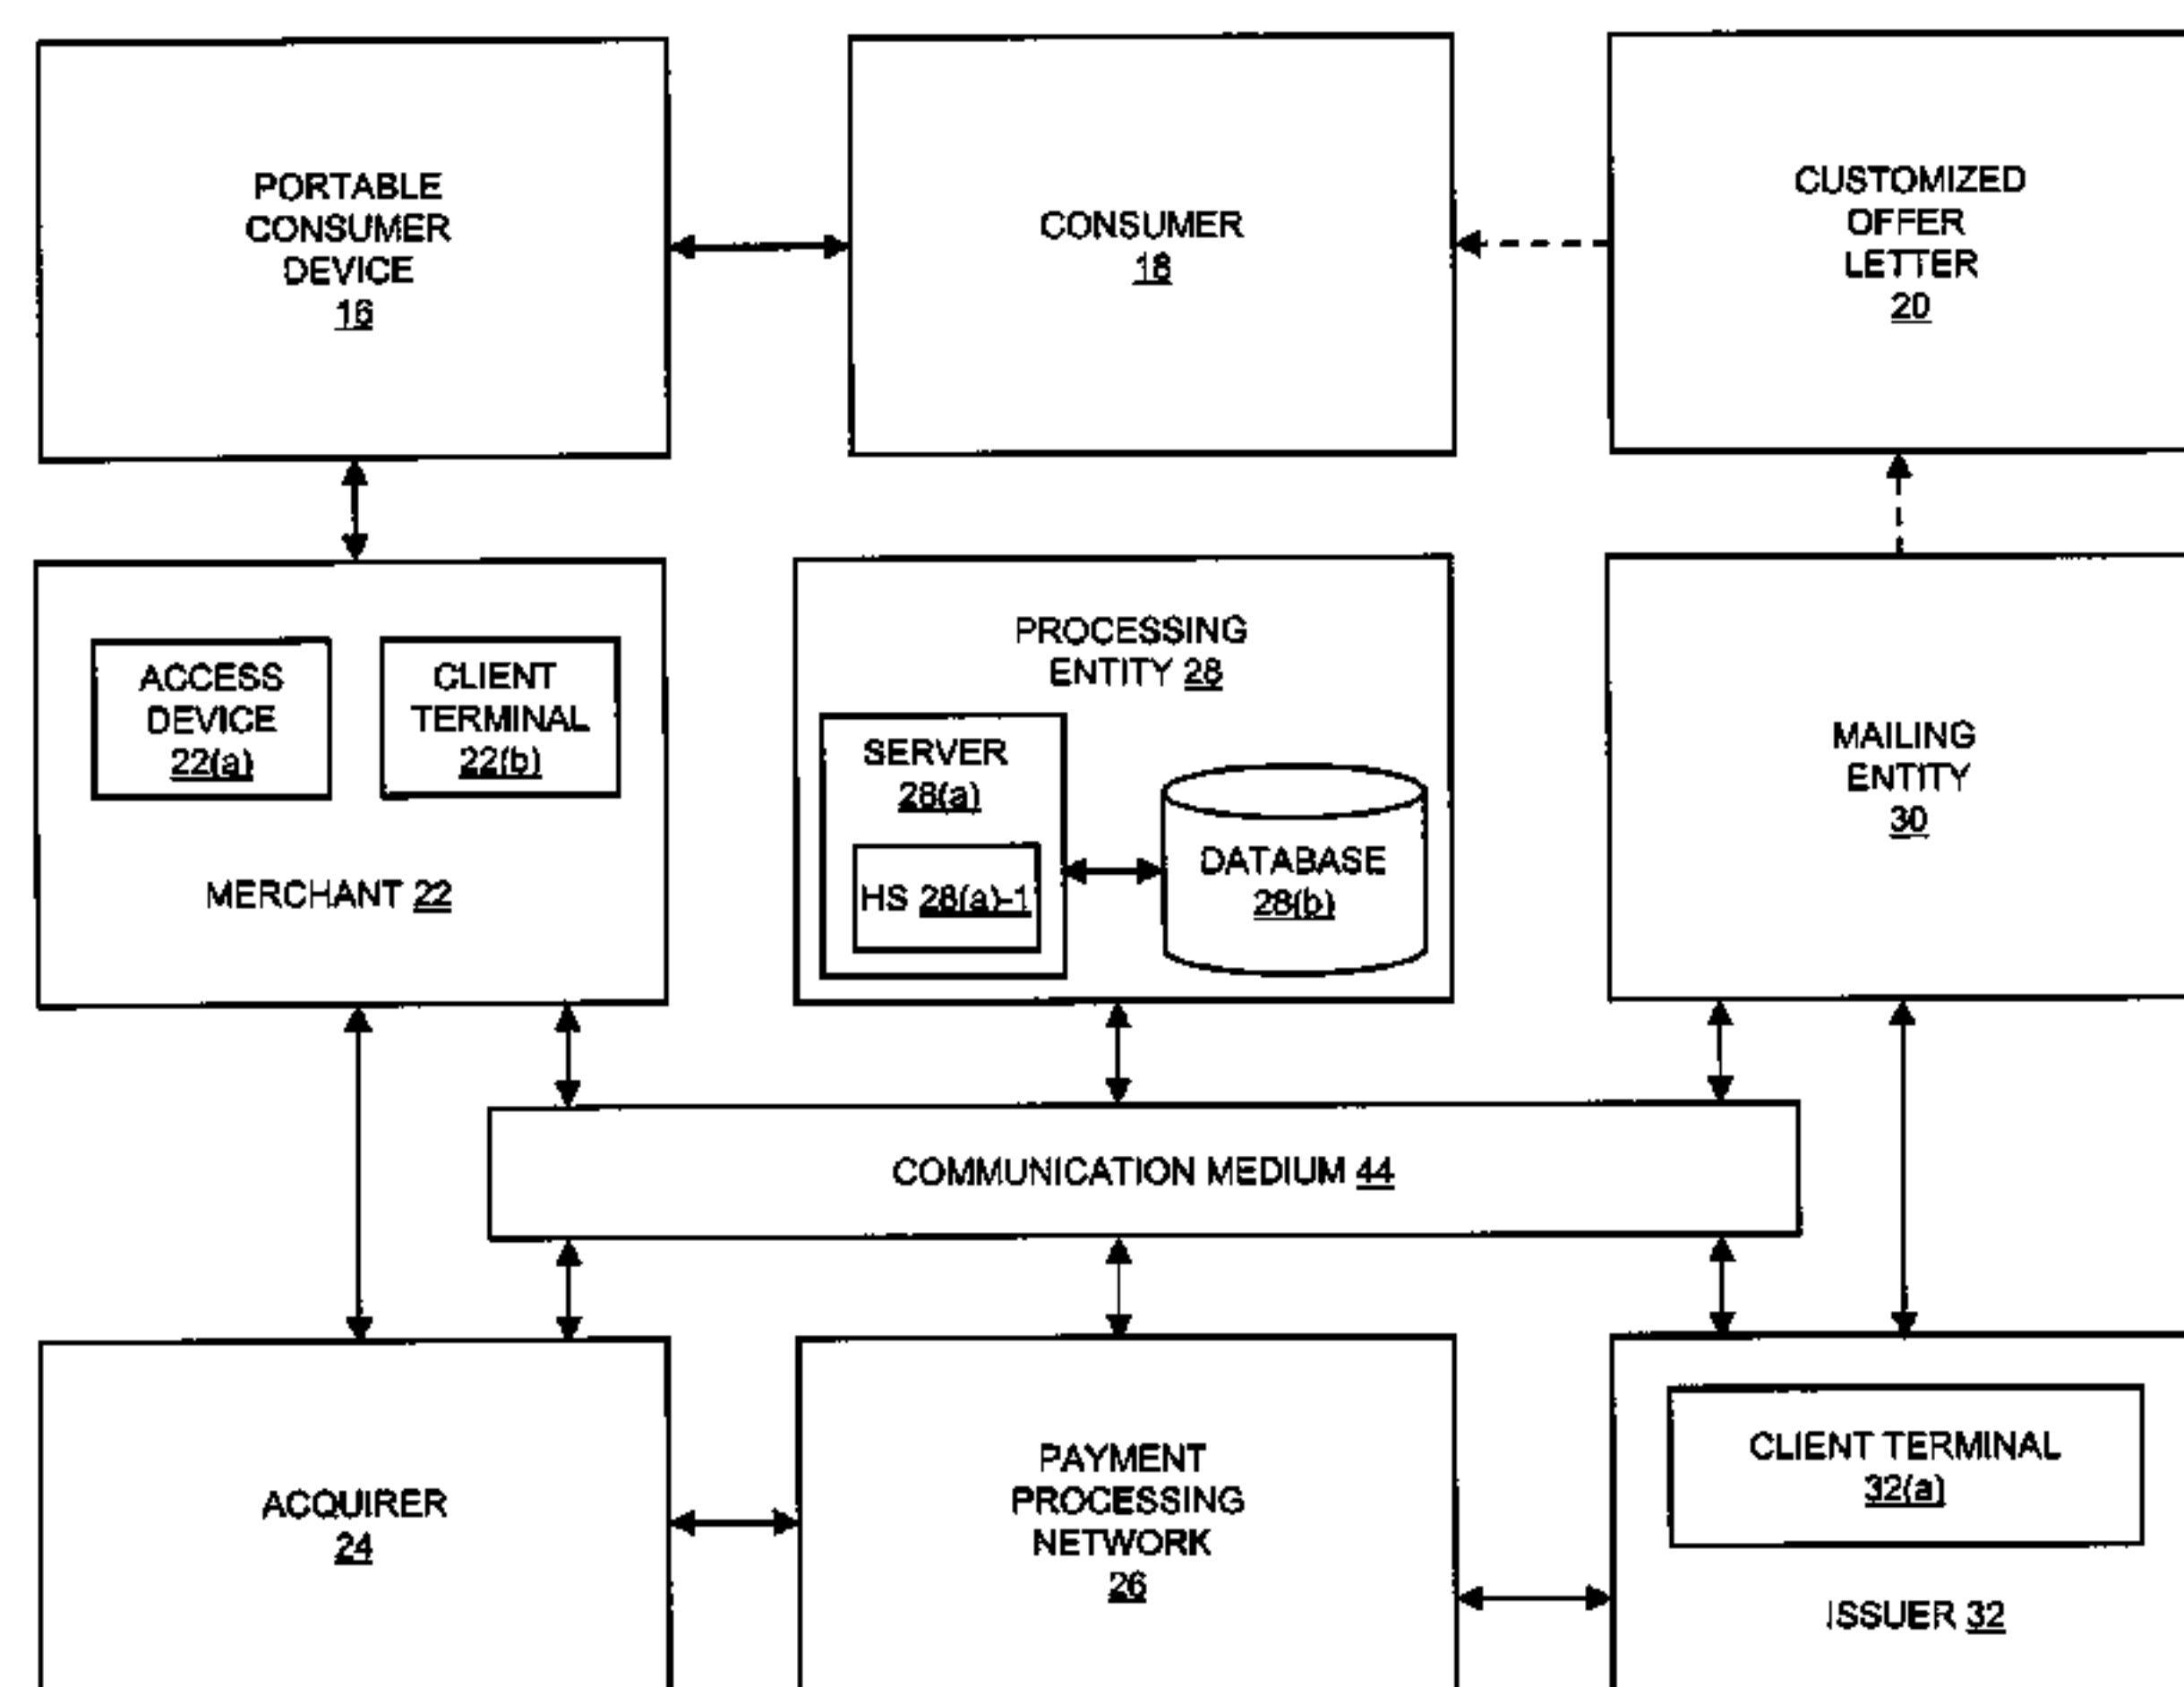 PORTABLE
CONSUMER
DEVICE
16
CONSUMER
18
CUSTOMIZED
OFFER
LETTER
20
ACCESS
DEVICE
22(a)
CLIENT
TERMINAL
22(b)
MERCHANT 22
PROCESSING
ENTITY 28
SERVER
28(a)
HS 28(a)-1
DATABASE
28(b)
MAILING
ENTITY
30
COMMUNICATION MEDIUM 44
ACQUIRER
24
PAYMENT
PROCESSING
NETWORK
26
CLIENT TERMINAL
32(a)
ISSUER 32